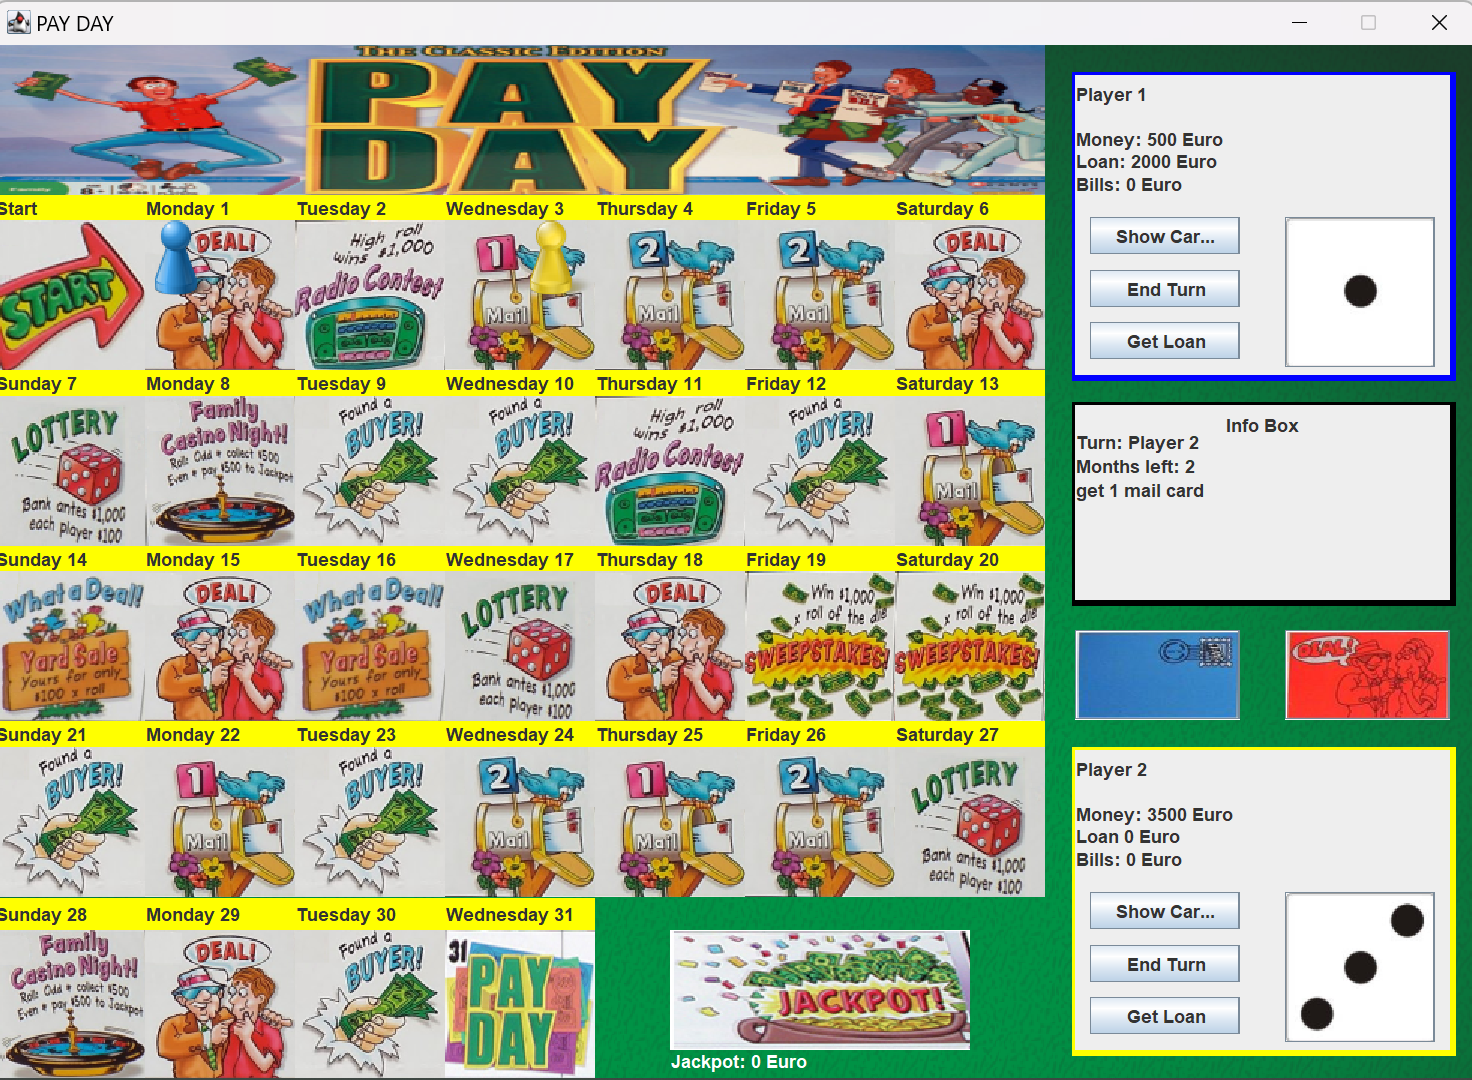 PAY DAY
THE CLASSIC EDITION
PAY
DAY
Start
Monday 1
Tuesday 2
Wednesday 3
Thursday 4
Friday 5
Saturday 6
START
DEAL!
High roll
wins $1,000
Radio Contest
1
Mail
2
Mail
2
Mail
DEAL!
Sunday 7
Monday 8
Tuesday 9
Wednesday 10
Thursday 11
Friday 12
Saturday 13
LOTTERY
Bank antes $1,000
each player $100
Family
Casino Night!
Roll: Odd = collect $500
Even = pay $500 to Jackpot
Found a
BUYER!
Found a
BUYER!
High roll
wins $1,000
Radio Contest
Found a
BUYER!
1
Mail
Sunday 14
Monday 15
Tuesday 16
Wednesday 17
Thursday 18
Friday 19
Saturday 20
What a Deal!
Yard Sale
Yours for only
$100 x roll
DEAL!
What a Deal!
Yard Sale
Yours for only
$100 x roll
LOTTERY
Bank antes $1,000
each player $100
DEAL!
Win $1,000
x roll of the die
SWEEPSTAKES!
Win $1,000
x roll of the die
SWEEPSTAKES!
Sunday 21
Monday 22
Tuesday 23
Wednesday 24
Thursday 25
Friday 26
Saturday 27
Found a
BUYER!
1
Mail
Found a
BUYER!
2
Mail
1
Mail
2
Mail
LOTTERY
Bank antes $1,000
each player $100
Sunday 28
Monday 29
Tuesday 30
Wednesday 31
Family
Casino Night!
Roll: Odd = collect $500
Even = pay $500 to Jackpot
DEAL!
Found a
BUYER!
31
PAY
DAY
JACKPOT!
Jackpot: 0 Euro
Player 1
Money: 500 Euro
Loan: 2000 Euro
Bills: 0 Euro
Show Car...
End Turn
Get Loan
Info Box
Turn: Player 2
Months left: 2
get 1 mail card
DEAL!
Player 2
Money: 3500 Euro
Loan 0 Euro
Bills: 0 Euro
Show Car...
End Turn
Get Loan